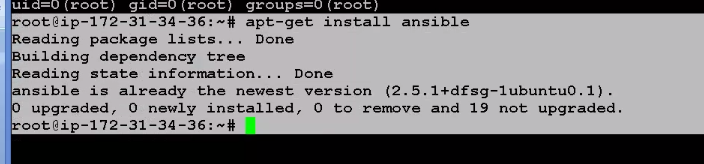 uid=0(root) gid=0(root) groups=0(root)
root@ip-172-31-34-36:~# apt-get install ansible
Reading package lists... Done
Building dependency tree
Reading state information... Done
ansible is already the newest version (2.5.1+dfsg-1ubuntu0.1).
0 upgraded, 0 newly installed, 0 to remove and 19 not upgraded.
root@ip-172-31-34-36:~#